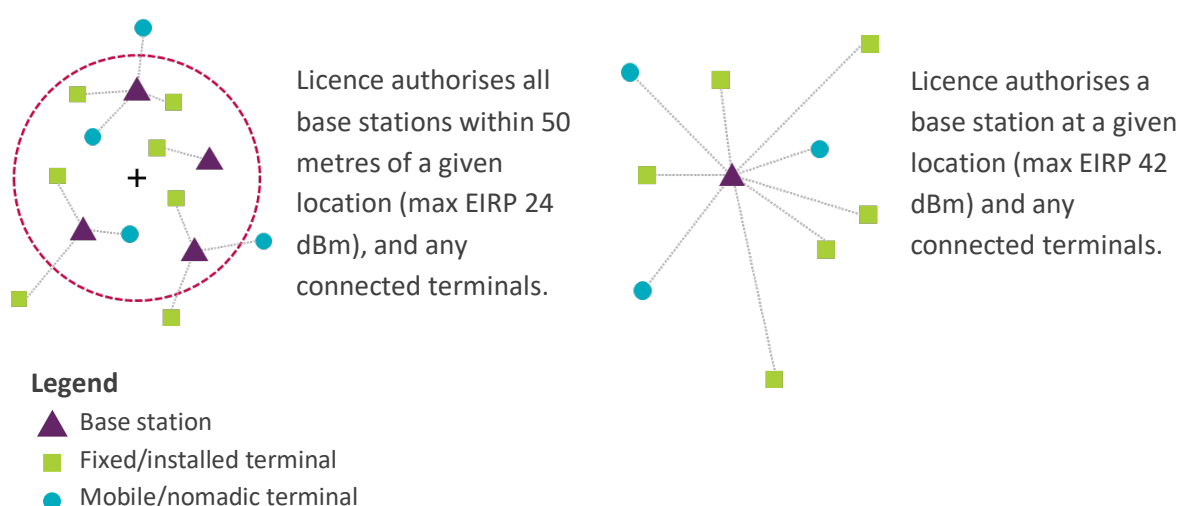 Licence authorises all
base stations within 50
metres of a given
location (max EIRP 24
dBm), and any
connected terminals.
Licence authorises a
base station at a given
location (max EIRP 42
dBm) and any
connected terminals.
Legend
Base station
Fixed/installed terminal
Mobile/nomadic terminal